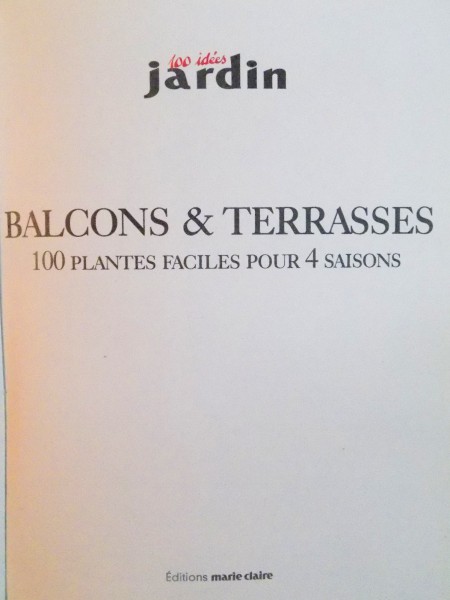 100 idées
jardin
BALCONS & TERRASSES
100 PLANTES FACILES POUR 4 SAISONS
Éditions marie claire